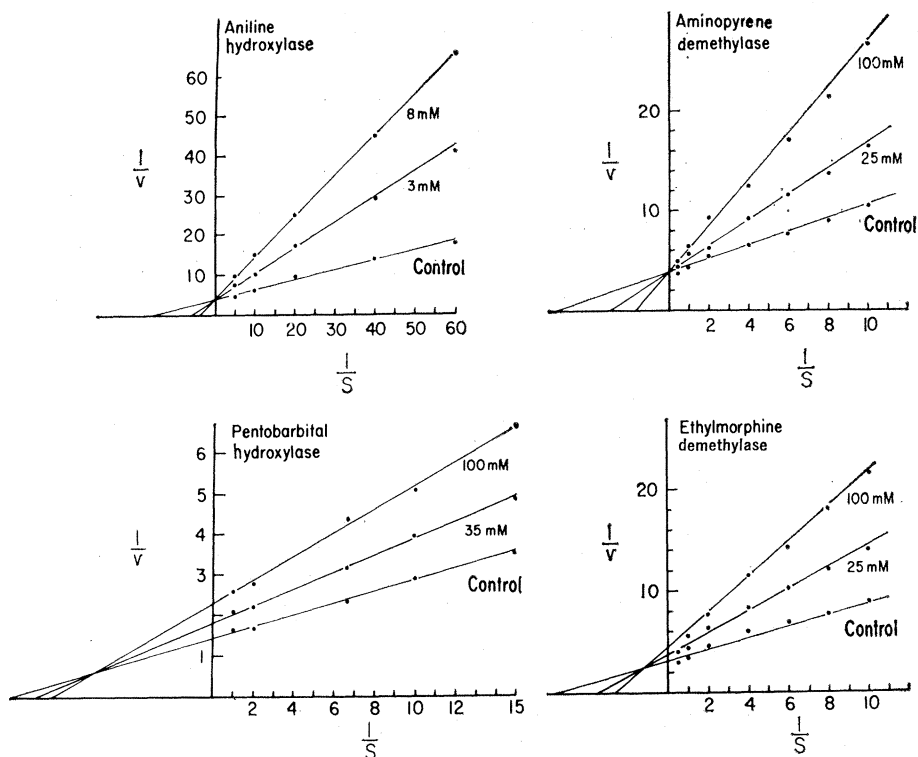 Aniline
hydroxylase
60
50
40
30
20
10
1
v
8 mM
3 mM
Control
10 20 30 40 50 60
1
S
Aminopyrene
demethylase
20
10
1
v
100 mM
25 mM
Control
2 4 6 8 10
1
S
Pentobarbital
hydroxylase
6
5
4
3
1
1
v
100 mM
35 mM
Control
2 4 6 8 10 12 15
1
S
Ethylmorphine
demethylase
20
10
1
v
100 mM
25 mM
Control
2 4 6 8 10
1
S